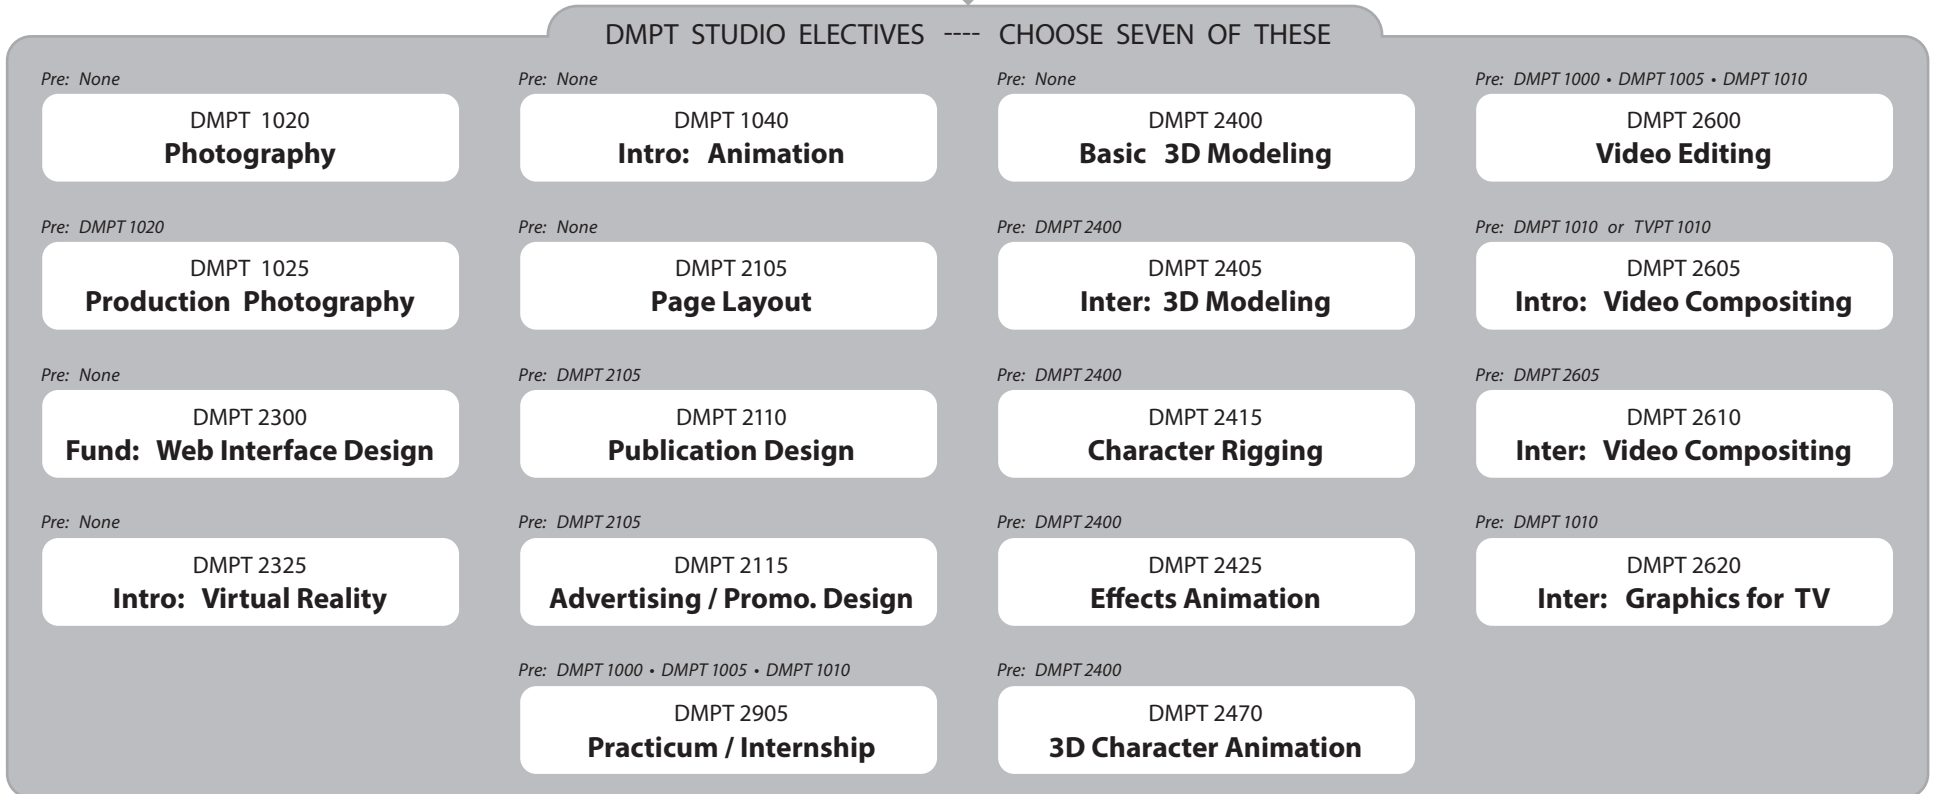 DMPT STUDIO ELECTIVES ---- CHOOSE SEVEN OF THESE
Pre: None
DMPT 1020
Photography
Pre: None
DMPT 1040
Intro: Animation
Pre: None
DMPT 2400
Basic 3D Modeling
Pre: DMPT 1000 • DMPT 1005 • DMPT 1010
DMPT 2600
Video Editing
Pre: DMPT 1020
DMPT 1025
Production Photography
Pre: None
DMPT 2105
Page Layout
Pre: DMPT 2400
DMPT 2405
Inter: 3D Modeling
Pre: DMPT 1010 or TVPT 1010
DMPT 2605
Intro: Video Compositing
Pre: None
DMPT 2300
Fund: Web Interface Design
Pre: DMPT 2105
DMPT 2110
Publication Design
Pre: DMPT 2400
DMPT 2415
Character Rigging
Pre: DMPT 2605
DMPT 2610
Inter: Video Compositing
Pre: None
DMPT 2325
Intro: Virtual Reality
Pre: DMPT 2105
DMPT 2115
Advertising / Promo. Design
Pre: DMPT 2400
DMPT 2425
Effects Animation
Pre: DMPT 1010
DMPT 2620
Inter: Graphics for TV
Pre: DMPT 1000 • DMPT 1005 • DMPT 1010
DMPT 2905
Practicum / Internship
Pre: DMPT 2400
DMPT 2470
3D Character Animation